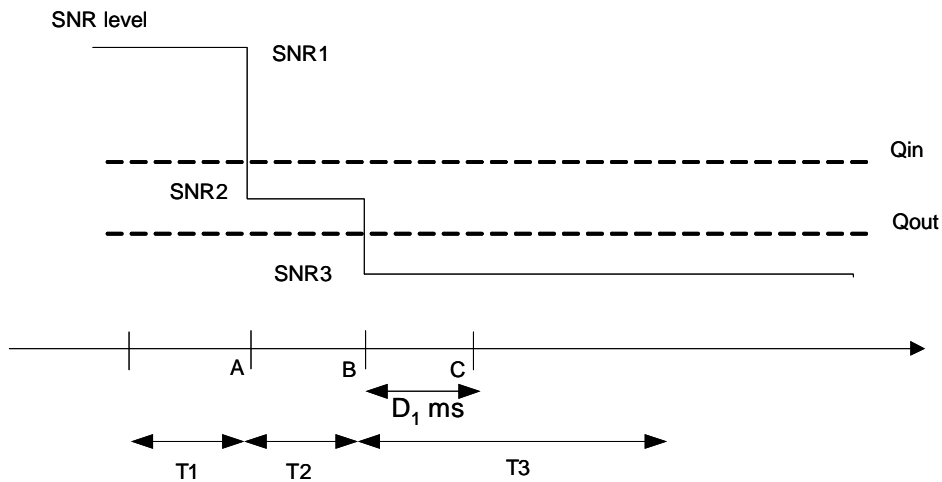 SNR level
SNR1
Qin
SNR2
Qout
SNR3
A B C
D₁ ms
T1 T2 T3